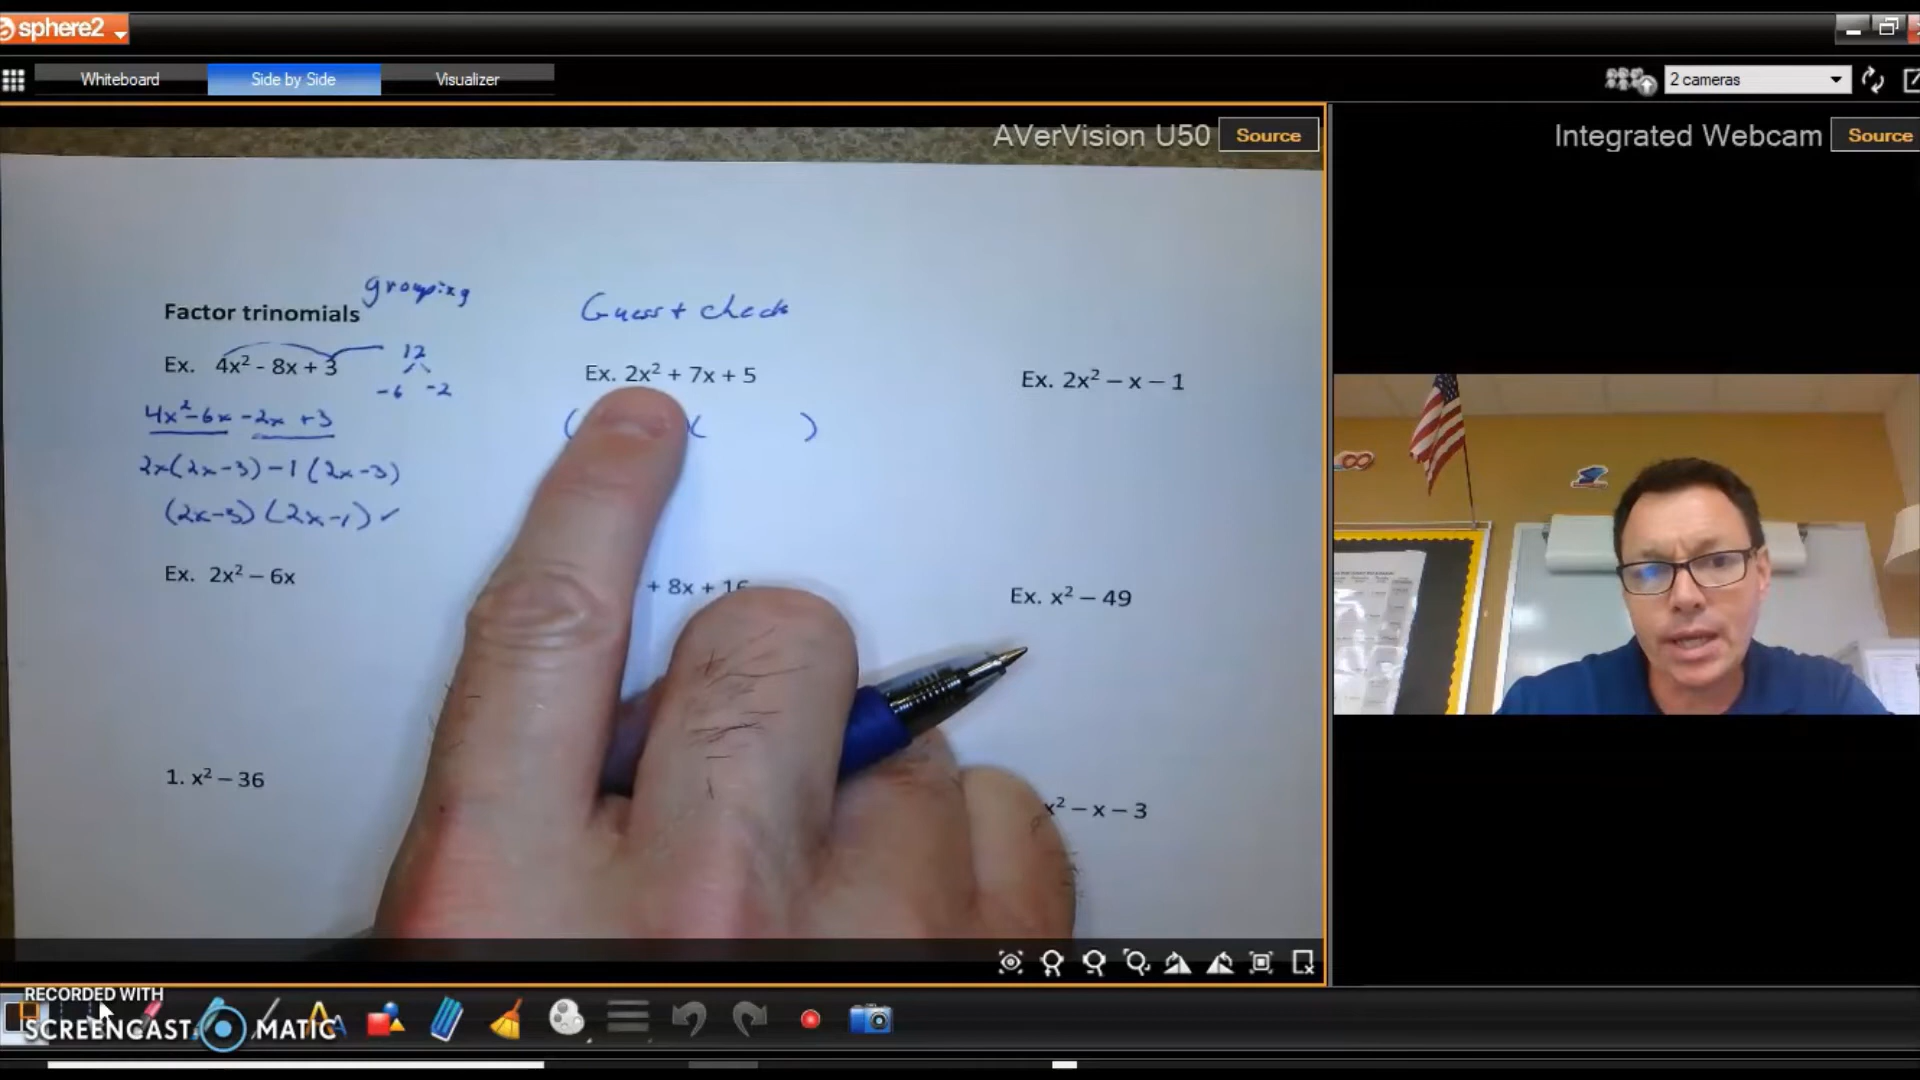 sphere2
Whiteboard
Side by Side
Visualizer
2 cameras
AVerVision U50
Source
Integrated Webcam
Source
grouping
Factor trinomials
Guess + check
Ex. 4x² - 8x + 3
12
-6 -2
Ex. 2x² + 7x + 5
Ex. 2x² – x – 1
4x² -6x -2x +3
( ( )
2x(2x-3) -1(2x-3)
(2x-3)(2x-1) ✓
Ex. 2x² – 6x
+ 8x + 16
Ex. x² – 49
1. x² – 36
x² – x – 3
RECORDED WITH
SCREENCAST MATIC